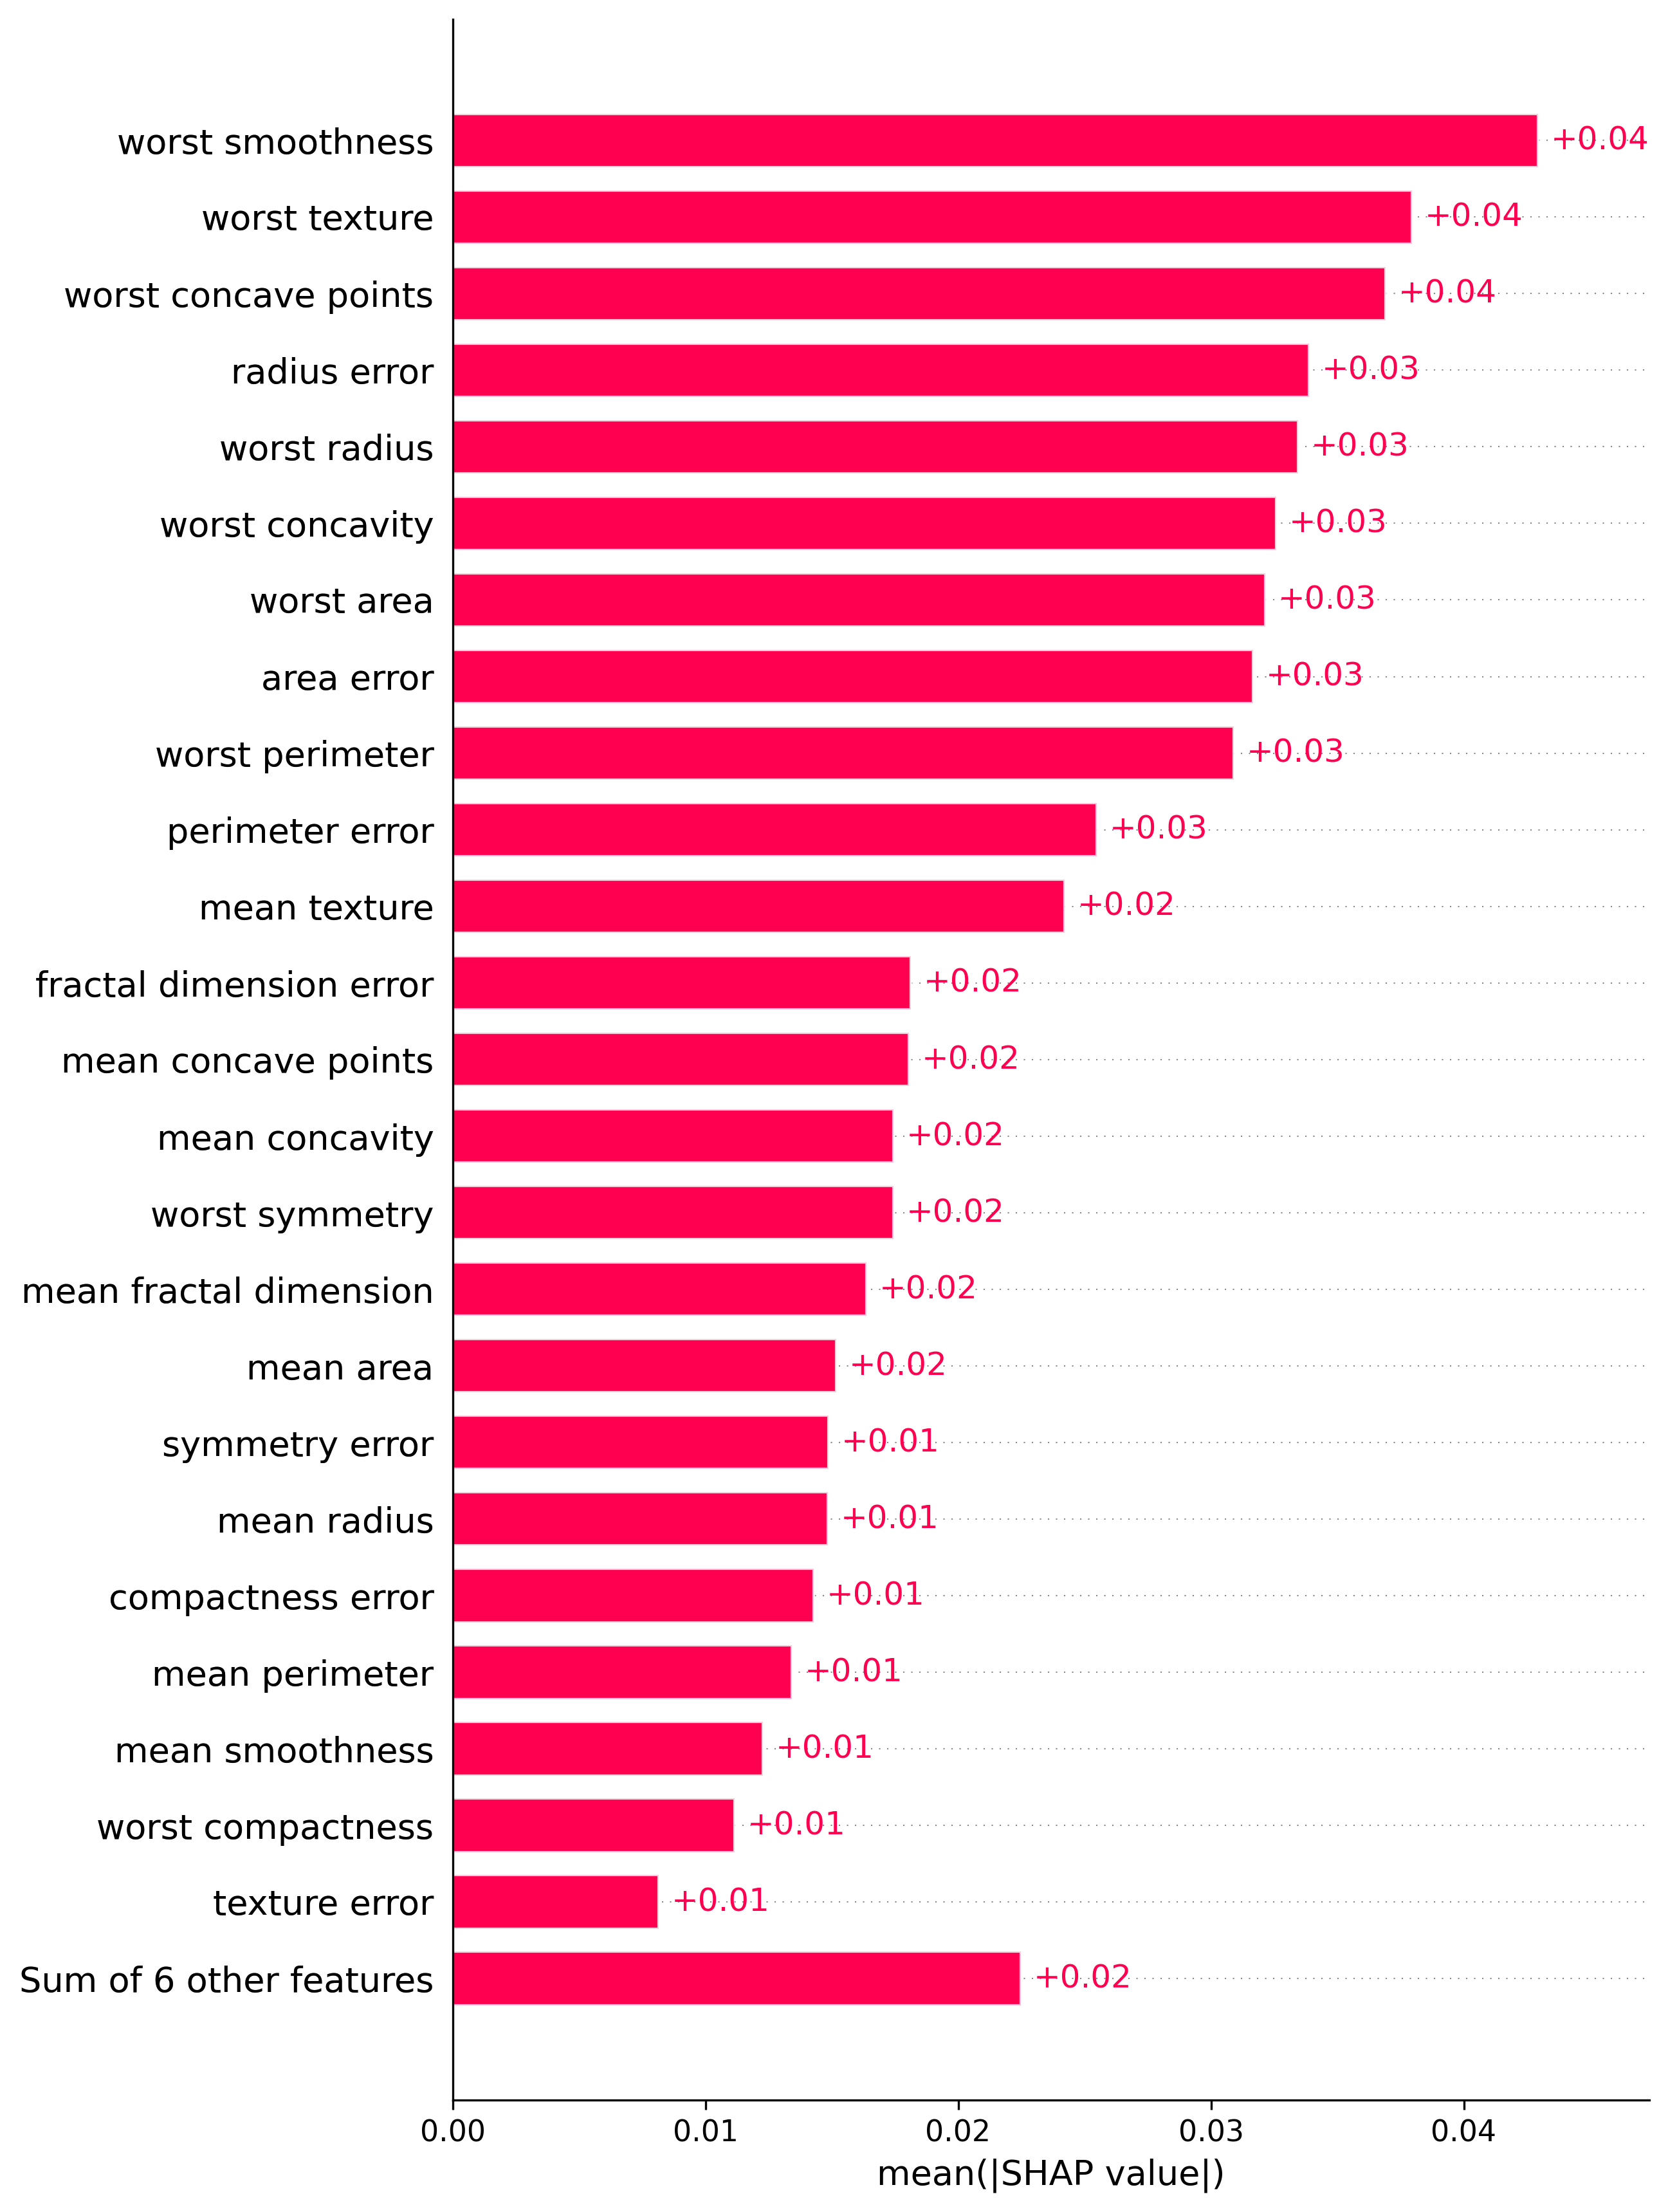 worst smoothness +0.04
worst texture +0.04
worst concave points +0.04
radius error +0.03
worst radius +0.03
worst concavity +0.03
worst area +0.03
area error +0.03
worst perimeter +0.03
perimeter error +0.03
mean texture +0.02
fractal dimension error +0.02
mean concave points +0.02
mean concavity +0.02
worst symmetry +0.02
mean fractal dimension +0.02
mean area +0.02
symmetry error +0.01
mean radius +0.01
compactness error +0.01
mean perimeter +0.01
mean smoothness +0.01
worst compactness +0.01
texture error +0.01
Sum of 6 other features +0.02
0.00 0.01 0.02 0.03 0.04
mean(|SHAP value|)